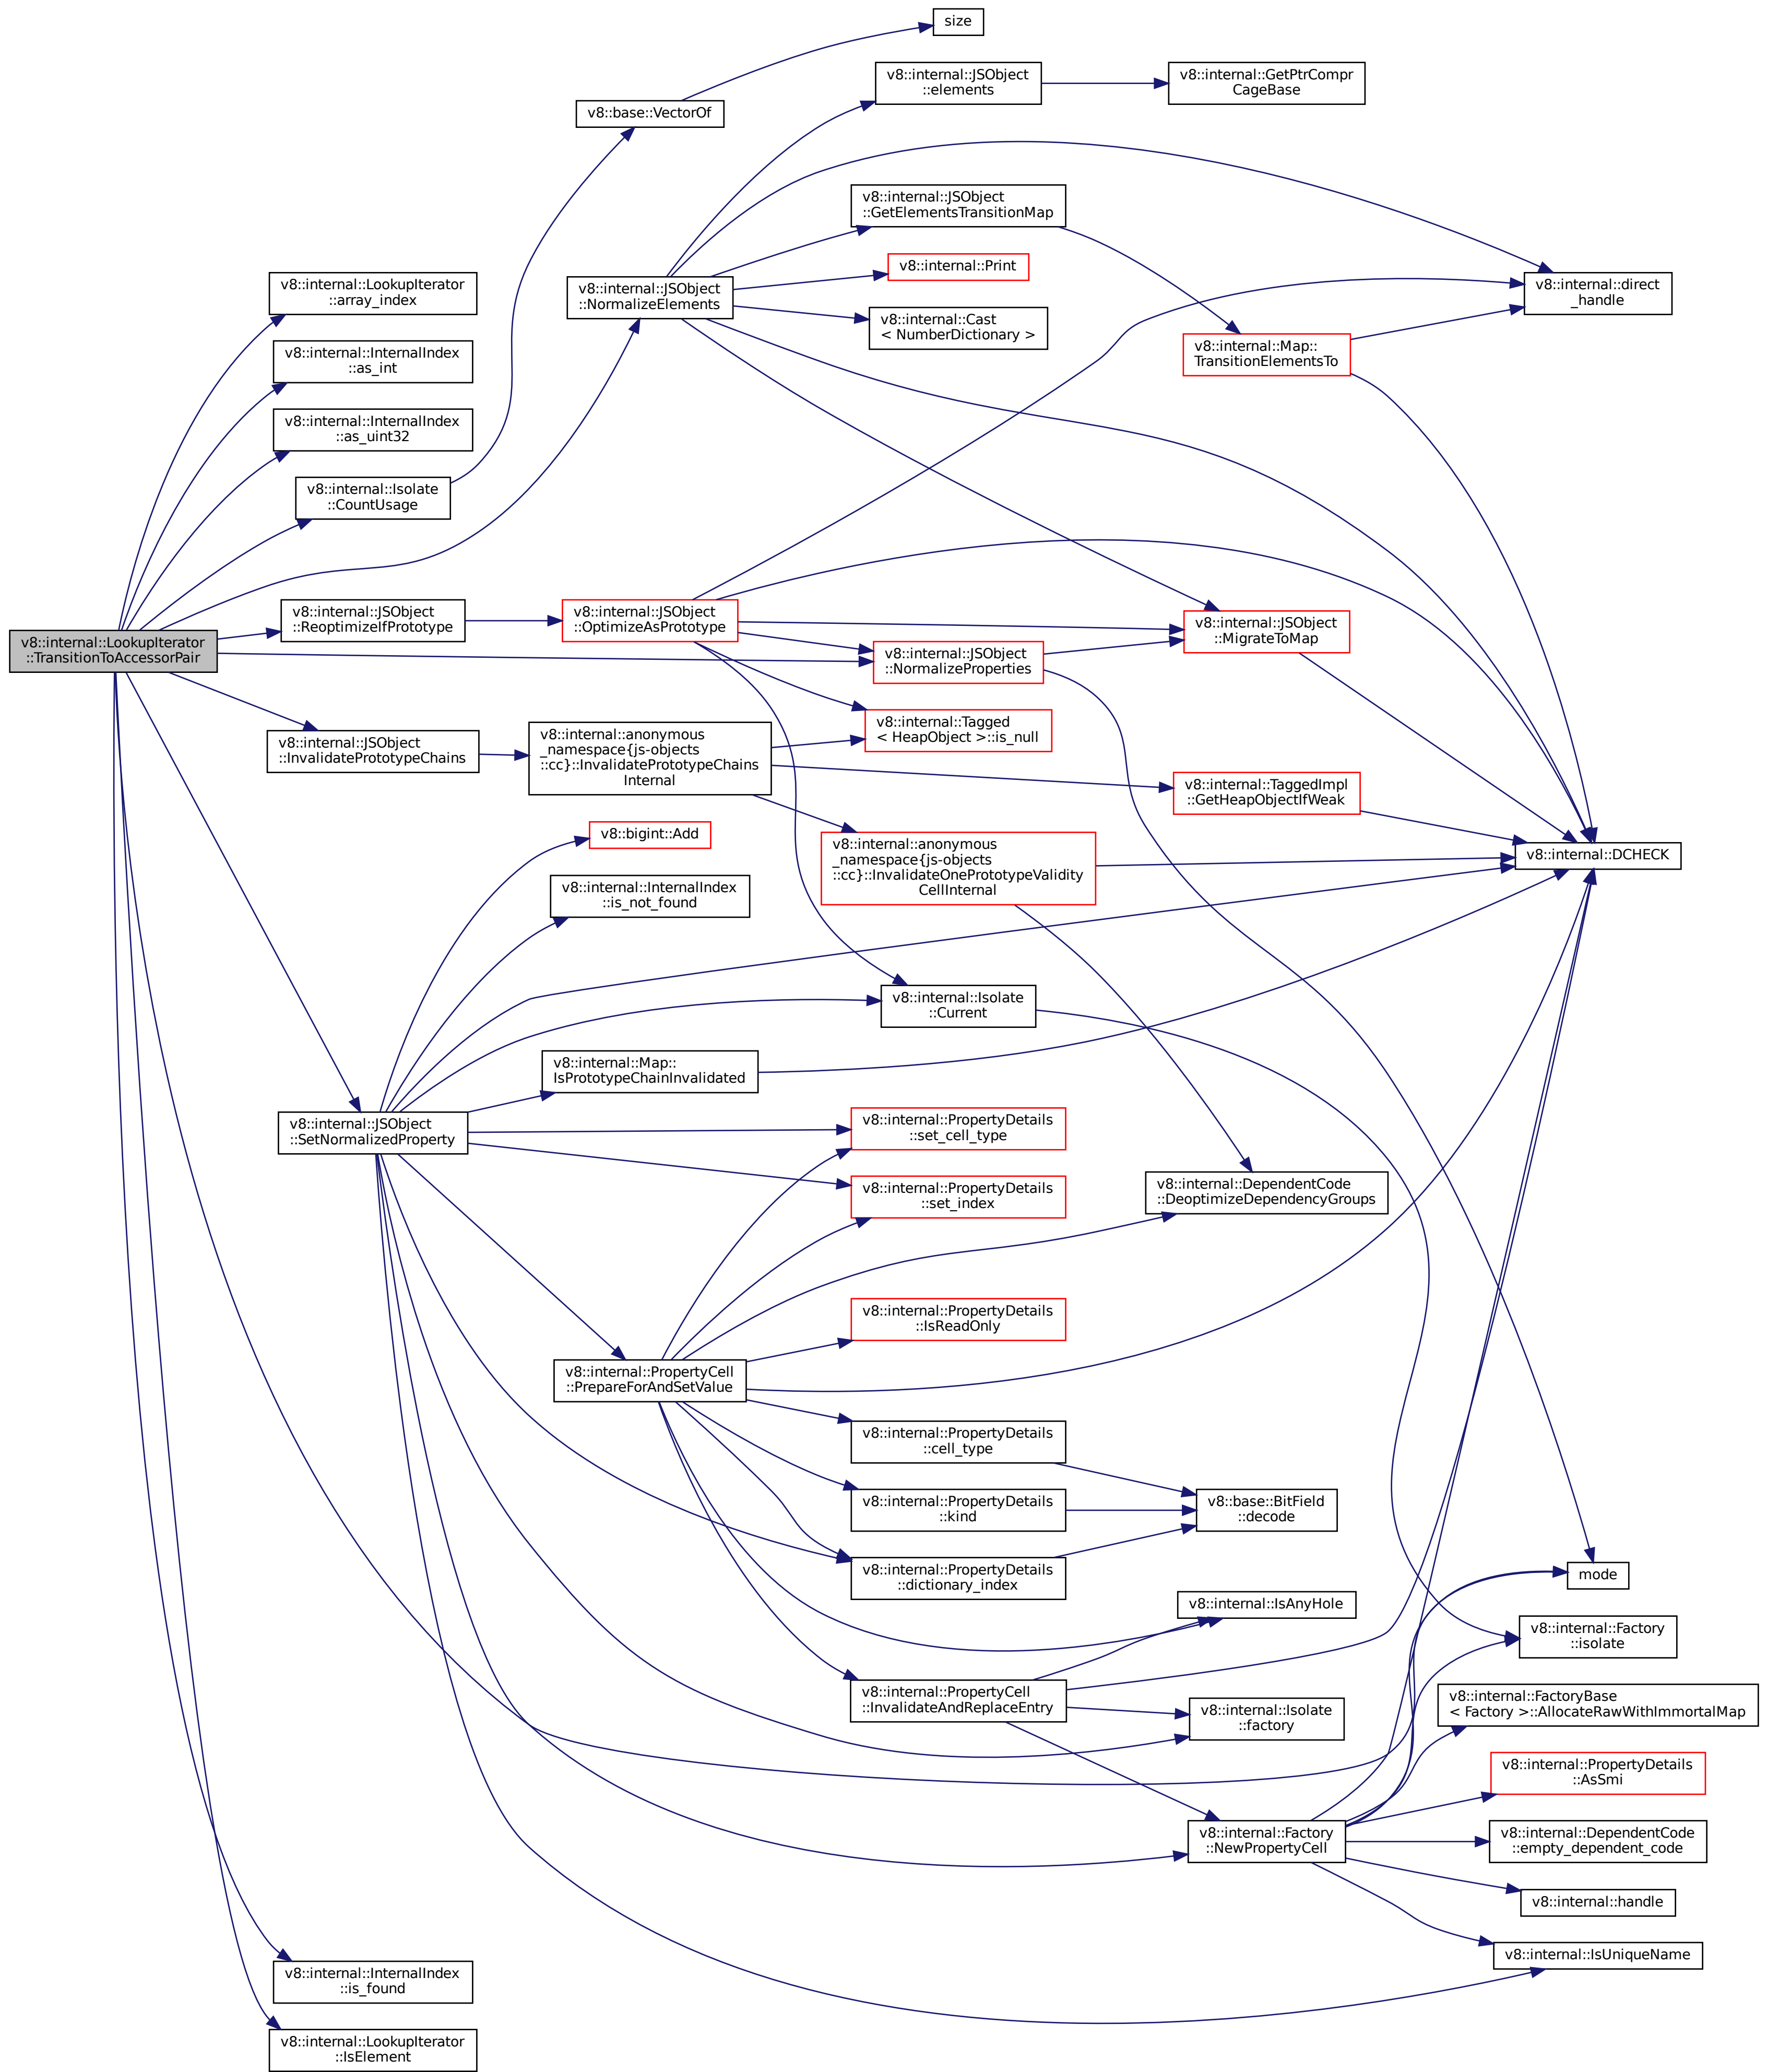 size
v8::internal::JSObject
::elements
v8::internal::GetPtrCompr
CageBase
v8::base::VectorOf
v8::internal::JSObject
::GetElementsTransitionMap
v8::internal::Print
v8::internal::LookupIterator
::array_index
v8::internal::JSObject
::NormalizeElements
v8::internal::direct
_handle
v8::internal::Cast
< NumberDictionary >
v8::internal::InternalIndex
::as_int
v8::internal::Map::
TransitionElementsTo
v8::internal::InternalIndex
::as_uint32
v8::internal::Isolate
::CountUsage
v8::internal::JSObject
::ReoptimizeIfPrototype
v8::internal::JSObject
::OptimizeAsPrototype
v8::internal::JSObject
::MigrateToMap
v8::internal::LookupIterator
::TransitionToAccessorPair
v8::internal::JSObject
::NormalizeProperties
v8::internal::Tagged
< HeapObject >::is_null
v8::internal::JSObject
::InvalidatePrototypeChains
v8::internal::anonymous
_namespace{js-objects
::cc}::InvalidatePrototypeChains
Internal
v8::internal::TaggedImpl
::GetHeapObjectIfWeak
v8::bigint::Add
v8::internal::anonymous
_namespace{js-objects
::cc}::InvalidateOnePrototypeValidity
CellInternal
v8::internal::DCHECK
v8::internal::InternalIndex
::is_not_found
v8::internal::Isolate
::Current
v8::internal::Map::
IsPrototypeChainInvalidated
v8::internal::JSObject
::SetNormalizedProperty
v8::internal::PropertyDetails
::set_cell_type
v8::internal::PropertyDetails
::set_index
v8::internal::DependentCode
::DeoptimizeDependencyGroups
v8::internal::PropertyDetails
::IsReadOnly
v8::internal::PropertyCell
::PrepareForAndSetValue
v8::internal::PropertyDetails
::cell_type
v8::internal::PropertyDetails
::kind
v8::base::BitField
::decode
v8::internal::PropertyDetails
::dictionary_index
mode
v8::internal::IsAnyHole
v8::internal::Factory
::isolate
v8::internal::PropertyCell
::InvalidateAndReplaceEntry
v8::internal::Isolate
::factory
v8::internal::FactoryBase
< Factory >::AllocateRawWithImmortalMap
v8::internal::PropertyDetails
::AsSmi
v8::internal::Factory
::NewPropertyCell
v8::internal::DependentCode
::empty_dependent_code
v8::internal::handle
v8::internal::IsUniqueName
v8::internal::InternalIndex
::is_found
v8::internal::LookupIterator
::IsElement